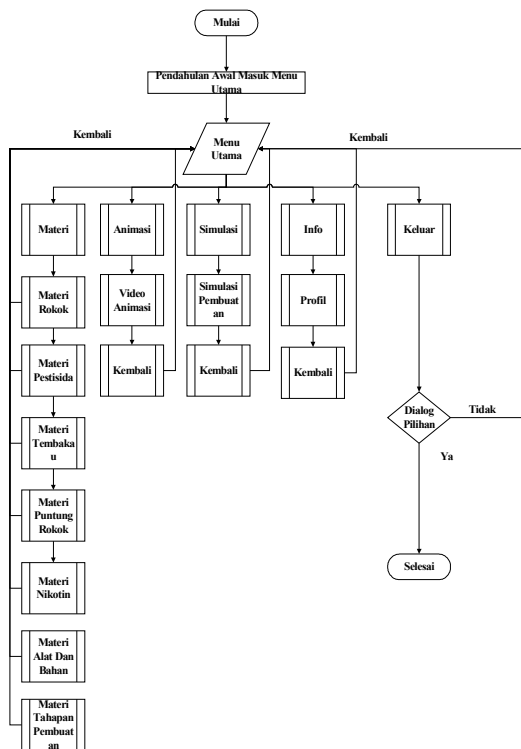 Mulai
Pendahulan Awal Masuk Menu
Utama
Kembali
Kembali
Menu
Utama
Materi
Animasi
Simulasi
Info
Keluar
Materi
Rokok
Video
Animasi
Simulasi
Pembuat
an
Profil
Materi
Pestisida
Kembali
Kembali
Kembali
Materi
Tembaka
u
Dialog
Pilihan
Tidak
Ya
Materi
Puntung
Rokok
Materi
Nikotin
Selesai
Materi
Alat Dan
Bahan
Materi
Tahapan
Pembuat
an